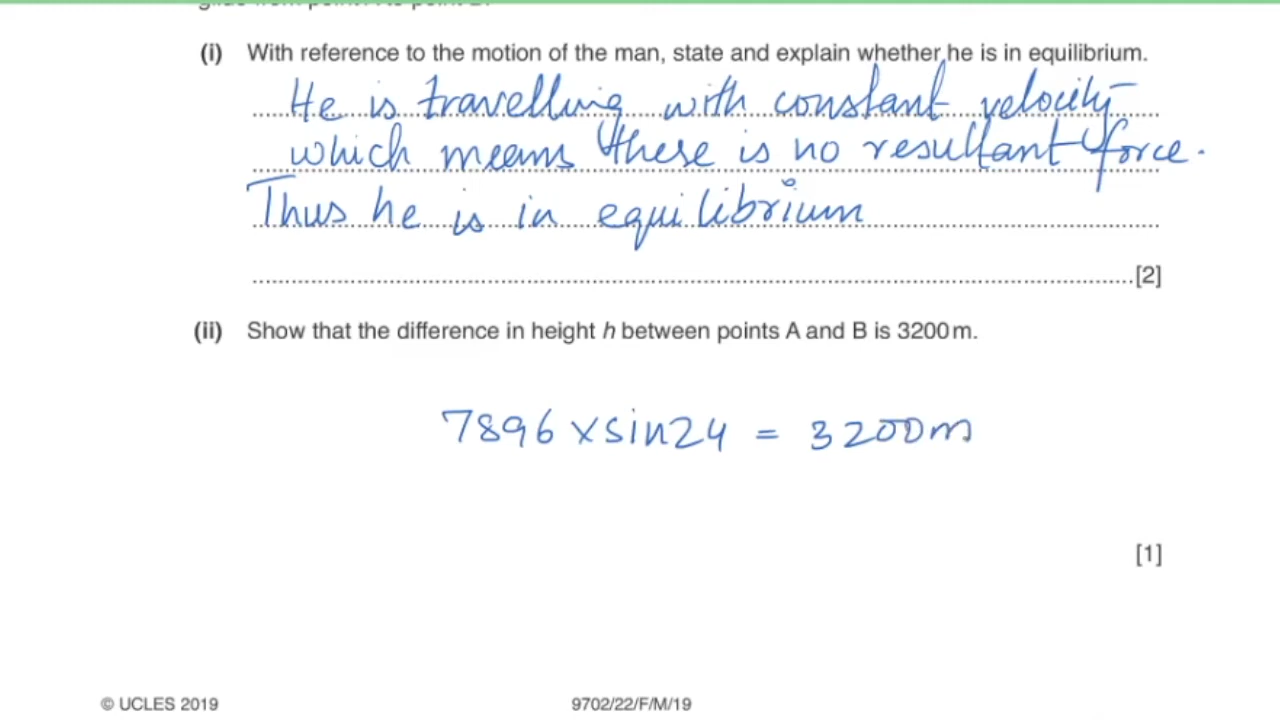 (i) With reference to the motion of the man, state and explain whether he is in equilibrium.
He is travelling with constant velocity
which means there is no resultant force.
Thus he is in equilibrium
[2]
(ii) Show that the difference in height h between points A and B is 3200m.
7896 × sin24 = 3200m
[1]
© UCLES 2019 9702/22/F/M/19